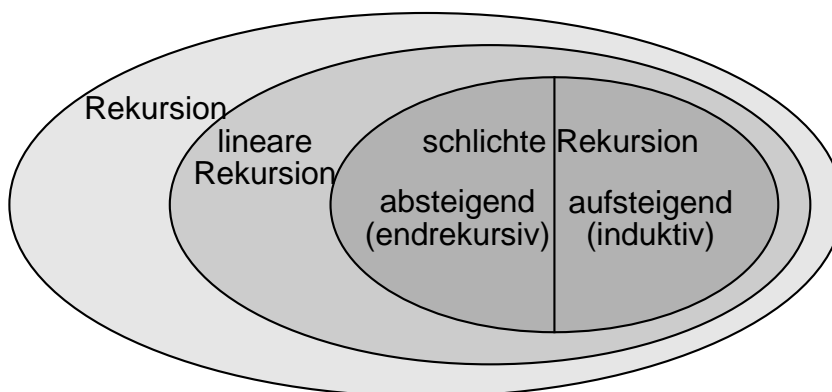 Rekursion
lineare
Rekursion
schlichte Rekursion
absteigend
(endrekursiv)
aufsteigend
(induktiv)